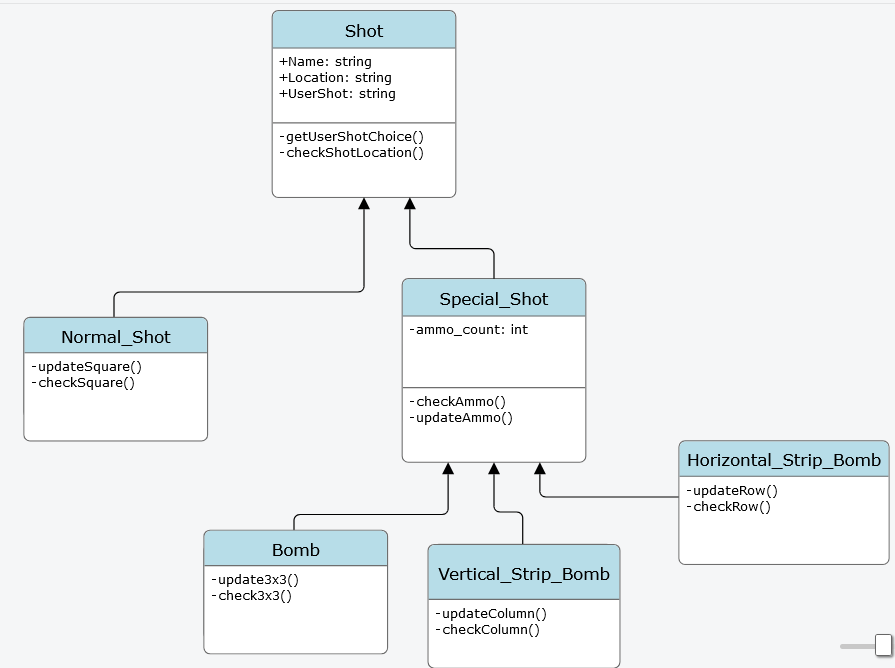 Shot
+Name: string
+Location: string
+UserShot: string
-getUserShotChoice()
-checkShotLocation()
Special_Shot
-ammo_count: int
-checkAmmo()
-updateAmmo()
Normal_Shot
-updateSquare()
-checkSquare()
Horizontal_Strip_Bomb
-updateRow()
-checkRow()
Bomb
-update3x3()
-check3x3()
Vertical_Strip_Bomb
-updateColumn()
-checkColumn()